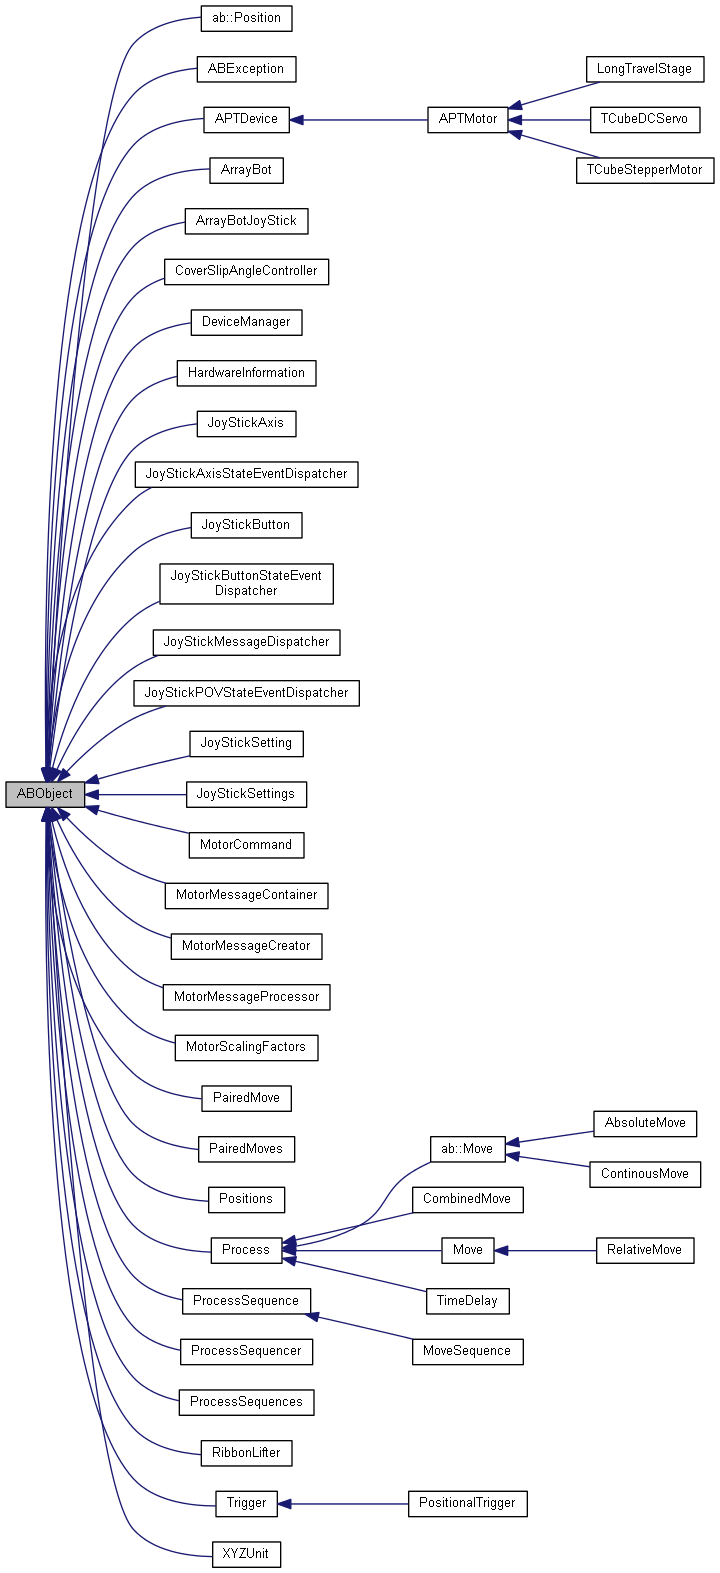 ab::Position
ABException
LongTravelStage
APTDevice
APTMotor
TCubeDCServo
ArrayBot
TCubeStepperMotor
ArrayBotJoyStick
CoverSlipAngleController
DeviceManager
HardwareInformation
JoyStickAxis
JoyStickAxisStateEventDispatcher
JoyStickButton
JoyStickButtonStateEvent
Dispatcher
JoyStickMessageDispatcher
JoyStickPOVStateEventDispatcher
JoyStickSetting
ABObject
JoyStickSettings
MotorCommand
MotorMessageContainer
MotorMessageCreator
MotorMessageProcessor
MotorScalingFactors
PairedMove
AbsoluteMove
PairedMoves
ab::Move
ContinousMove
Positions
CombinedMove
Process
Move
RelativeMove
ProcessSequence
TimeDelay
ProcessSequencer
MoveSequence
ProcessSequences
RibbonLifter
Trigger
PositionalTrigger
XYZUnit